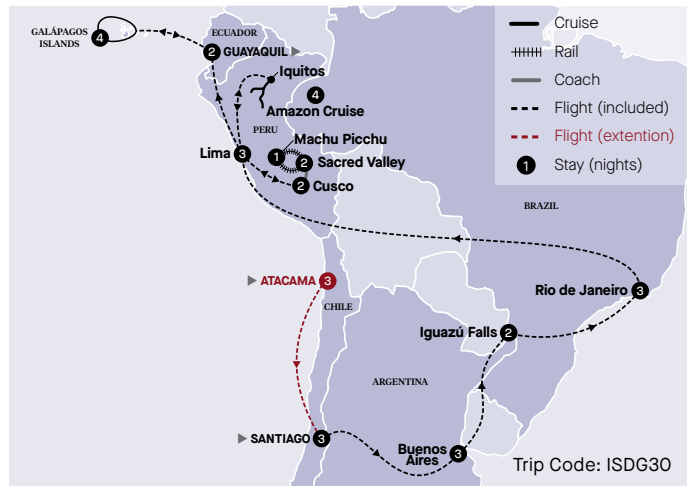 GALÁPAGOS
ISLANDS
4
ECUADOR
2
GUAYAQUIL
Iquitos
4
Amazon Cruise
PERU
Machu Picchu
Lima
3
1
2
Sacred Valley
2
Cusco
Cruise
Rail
Coach
Flight (included)
Flight (extention)
1
Stay (nights)
BRAZIL
ATACAMA
3
CHILE
Rio de Janeiro
3
Iguazú Falls
2
ARGENTINA
SANTIAGO
3
Buenos
Aires
3
Trip Code: ISDG30